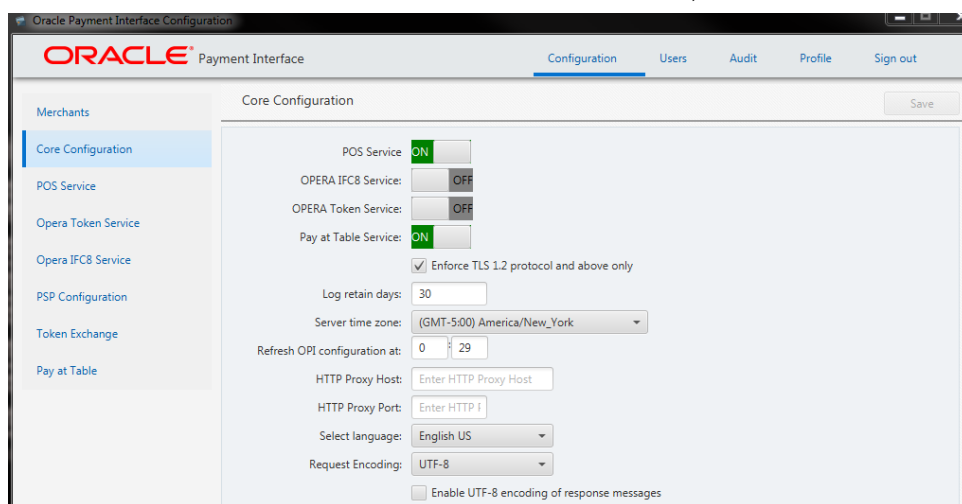 Oracle Payment Interface Configuration
ORACLE® Payment Interface Configuration Users Audit Profile Sign out
Core Configuration Save
Merchants
Core Configuration
POS Service
Opera Token Service
Opera IFC8 Service
PSP Configuration
Token Exchange
Pay at Table
POS Service ON
OPERA IFC8 Service: OFF
OPERA Token Service: OFF
Pay at Table Service: ON
Enforce TLS 1.2 protocol and above only
Log retain days: 30
Server time zone: (GMT-5:00) America/New_York
Refresh OPI configuration at: 0 : 29
HTTP Proxy Host: Enter HTTP Proxy Host
HTTP Proxy Port: Enter HTTP
Select language: English US
Request Encoding: UTF-8
Enable UTF-8 encoding of response messages